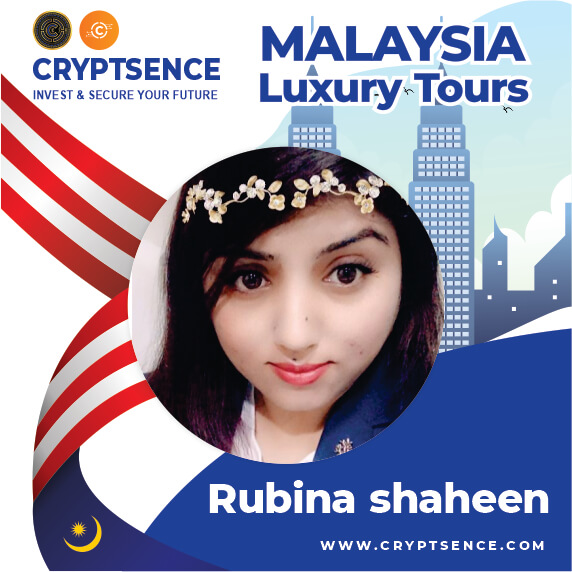 CRYPTSENCE
INVEST & SECURE YOUR FUTURE
MALAYSIA
Luxury Tours
Rubina shaheen
WWW.CRYPTSENCE.COM